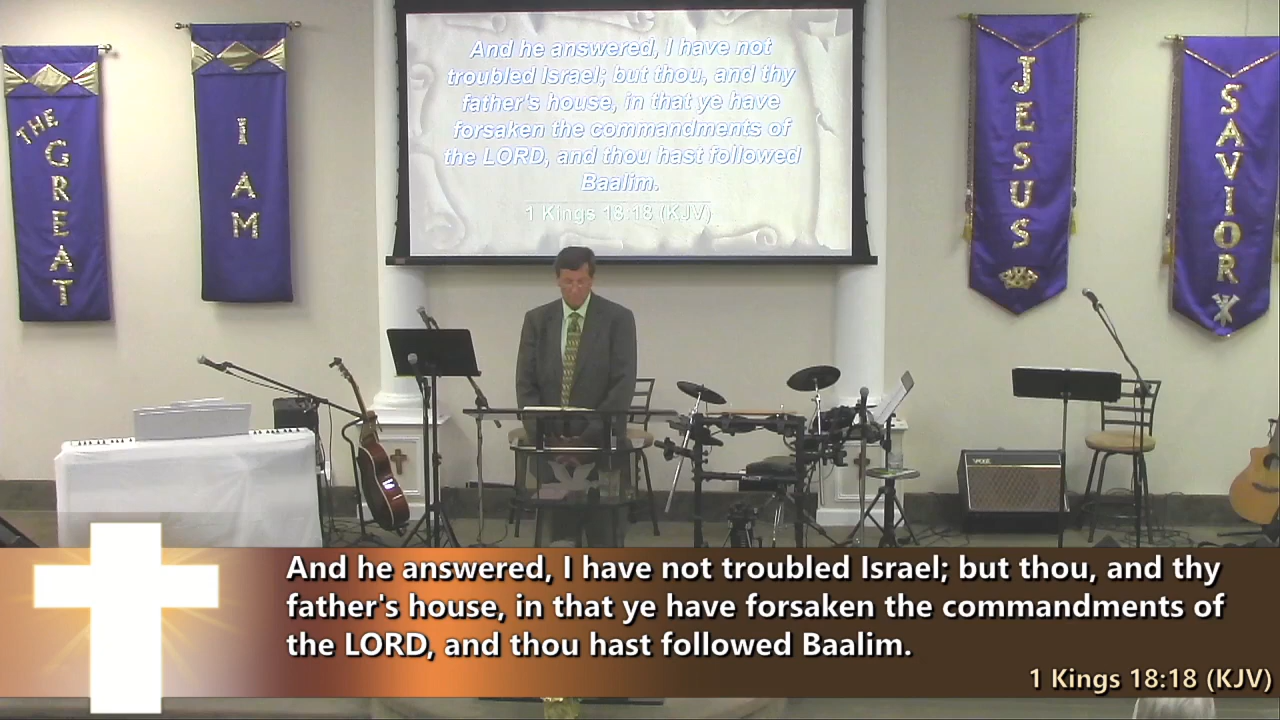 THE
GREAT
I
AM
And he answered, I have not
troubled Israel; but thou, and thy
father's house, in that ye have
forsaken the commandments of
the LORD, and thou hast followed
Baalim.
1 Kings 18:18 (KJV)
JESUS
SAVIOR
VOX
And he answered, I have not troubled Israel; but thou, and thy
father's house, in that ye have forsaken the commandments of
the LORD, and thou hast followed Baalim.
1 Kings 18:18 (KJV)